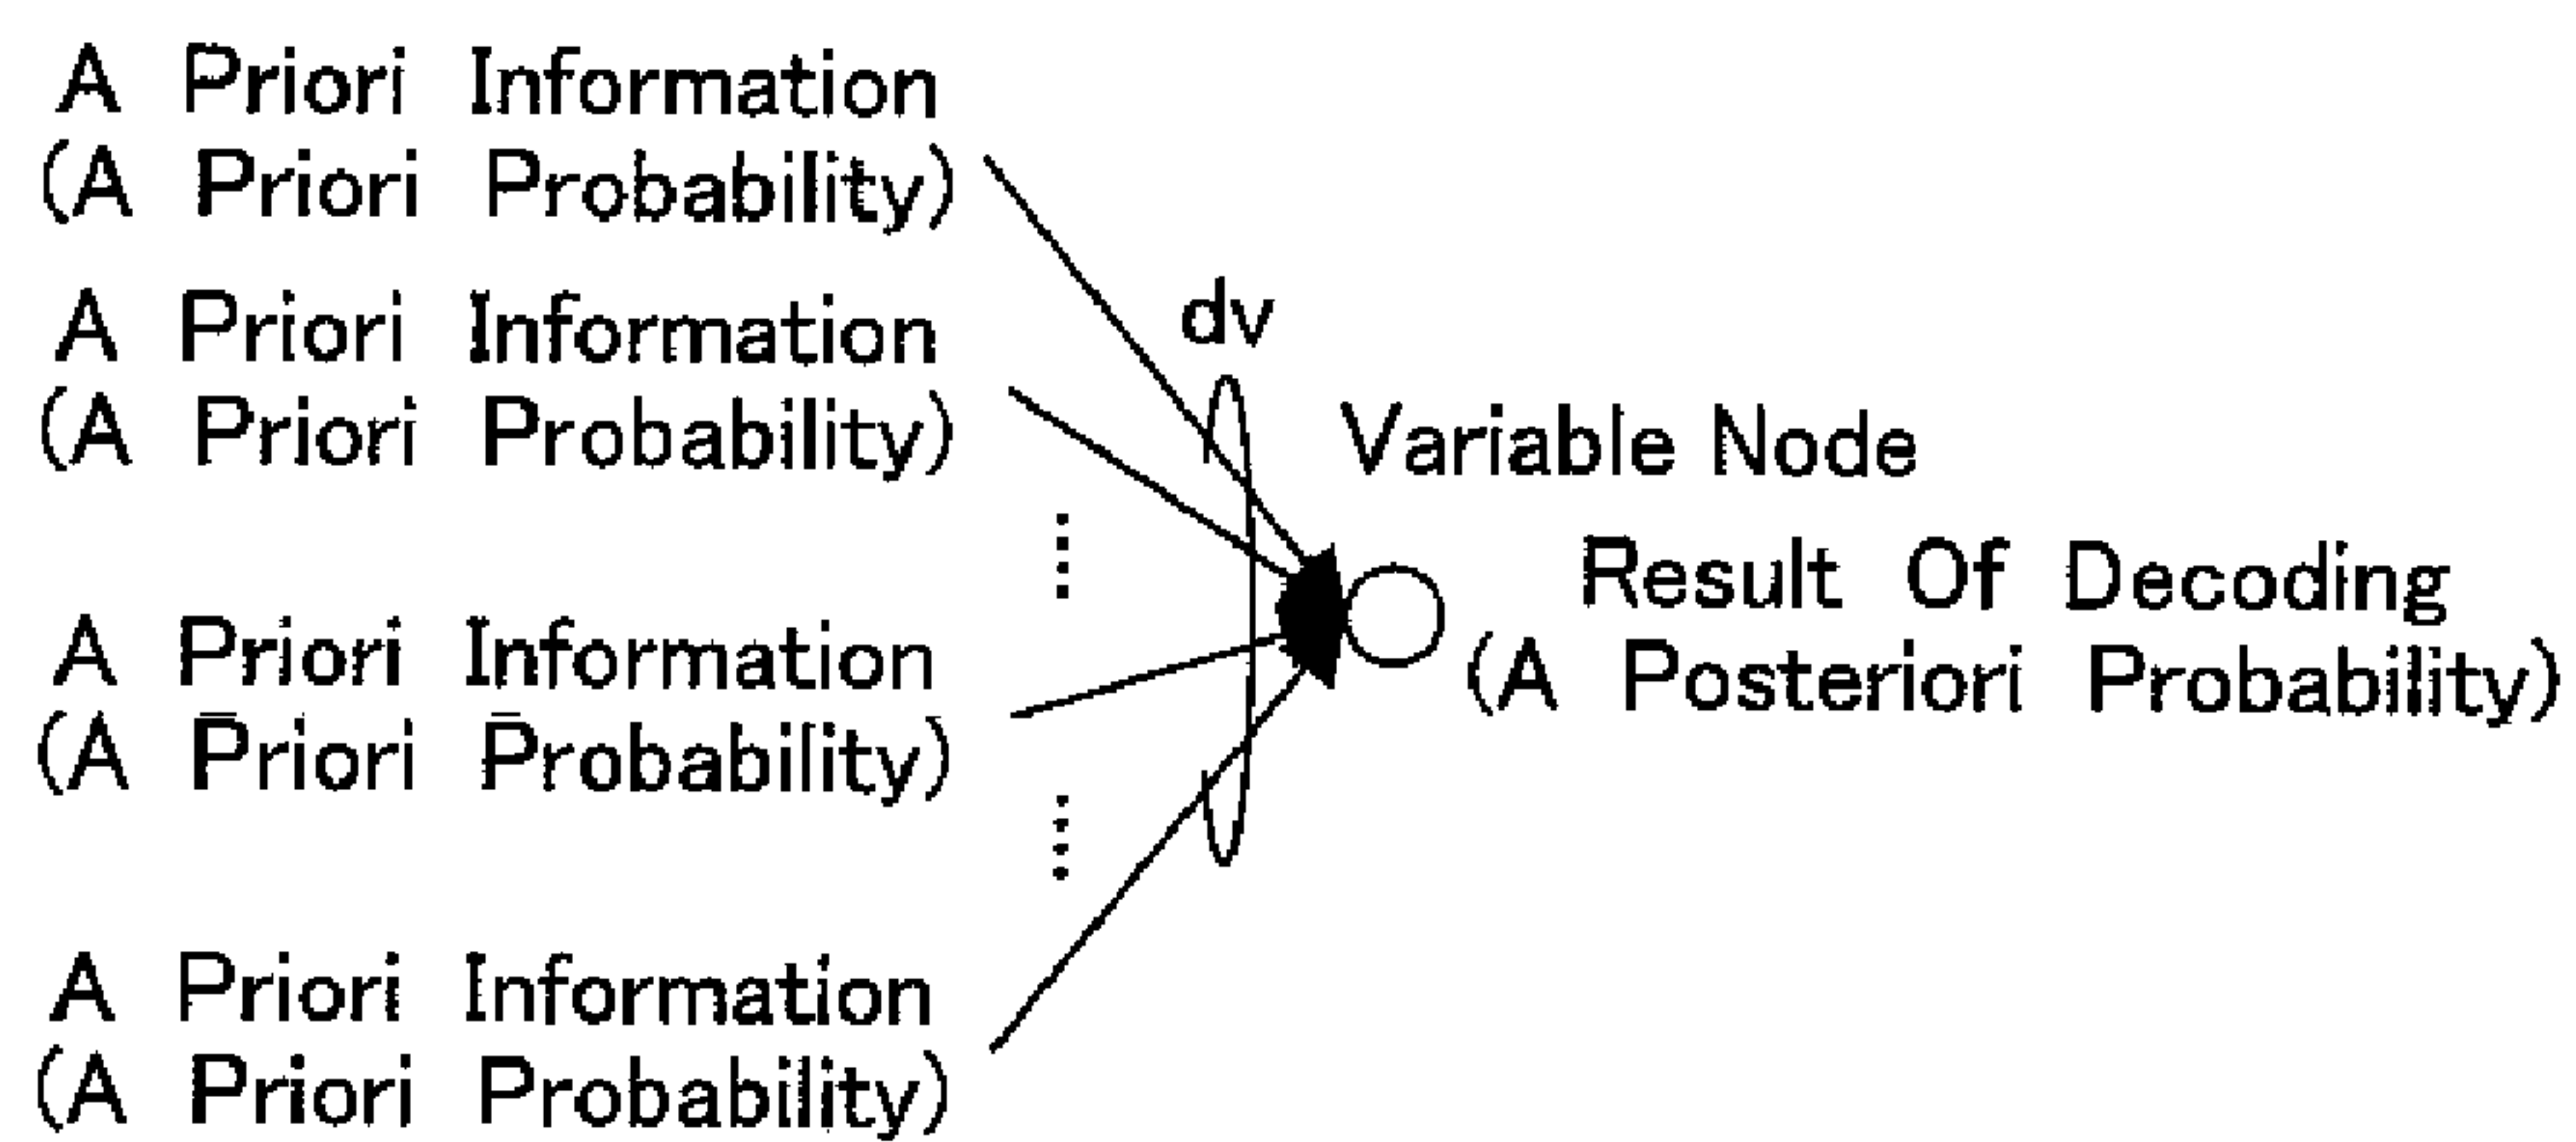 A Priori Information
(A Priori Probability)
A Priori Information
(A Priori Probability)
dv
Variable Node
Result Of Decoding
(A Posteriori Probability)
A Priori Information
(A Priori Probability)
A Priori Information
(A Priori Probability)